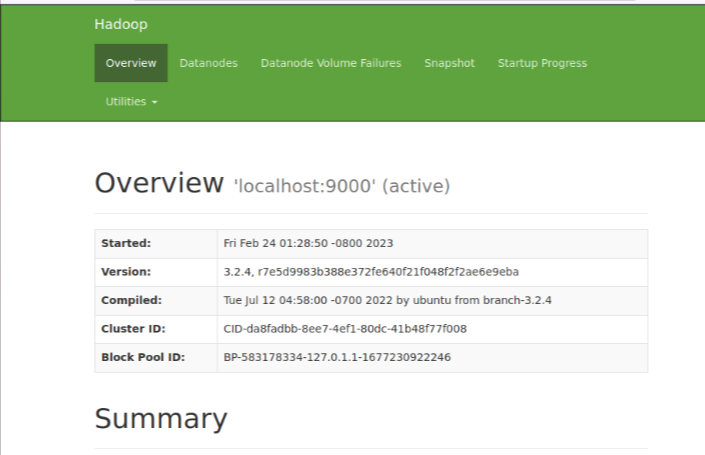 Hadoop
Overview Datanodes Datanode Volume Failures Snapshot Startup Progress
Utilities
Overview 'localhost:9000' (active)
Started: Fri Feb 24 01:28:50 -0800 2023
Version: 3.2.4, r7e5d9983b388e372fe640f21f048f2f2ae6e9eba
Compiled: Tue Jul 12 04:58:00 -0700 2022 by ubuntu from branch-3.2.4
Cluster ID: CID-da8fadbb-8ee7-4ef1-80dc-41b48f77f008
Block Pool ID: BP-583178334-127.0.1.1-1677230922246
Summary